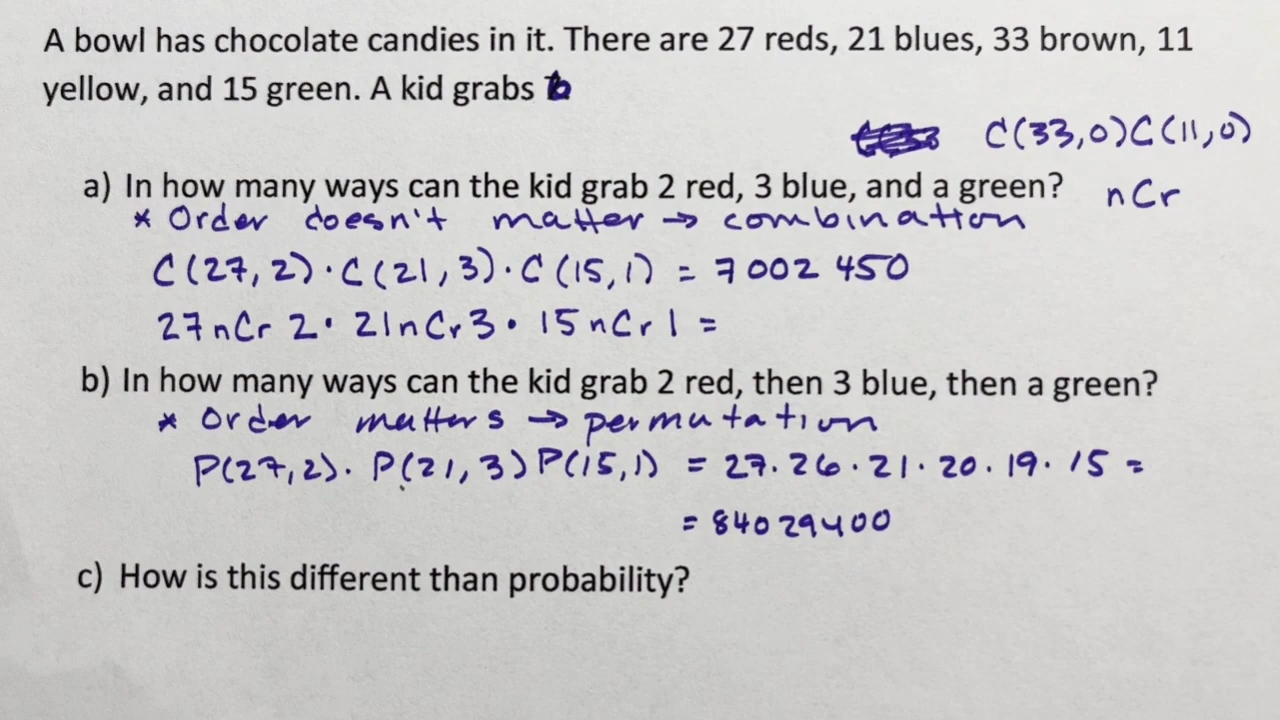 A bowl has chocolate candies in it. There are 27 reds, 21 blues, 33 brown, 11
yellow, and 15 green. A kid grabs
C(33,0)C(11,0)
a) In how many ways can the kid grab 2 red, 3 blue, and a green? nCr
* Order doesn't matter → combination
C(27,2)·C(21,3)·C(15,1) = 7002450
27nCr 2· 21nCr3· 15nCr1 =
b) In how many ways can the kid grab 2 red, then 3 blue, then a green?
* Order matters → permutation
P(27,2)· P(21,3)P(15,1) = 27·26·21·20·19·15 =
= 84029400
c) How is this different than probability?